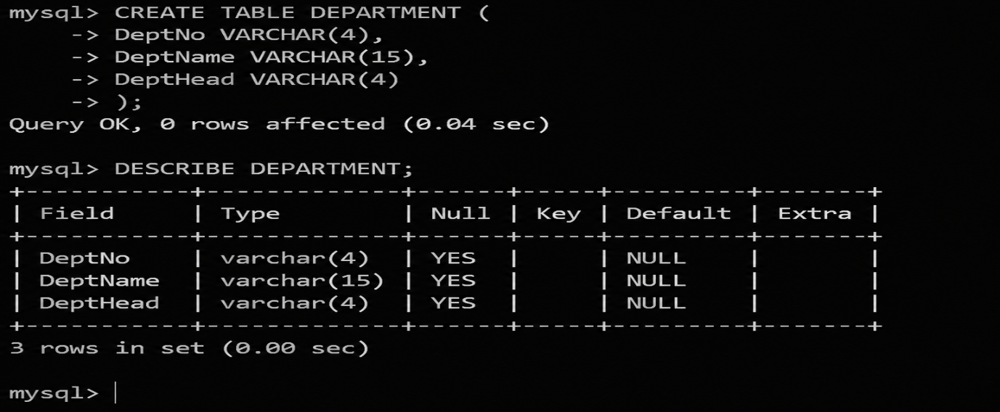 mysql> CREATE TABLE DEPARTMENT (
    -> DeptNo VARCHAR(4),
    -> DeptName VARCHAR(15),
    -> DeptHead VARCHAR(4)
    -> );
Query OK, 0 rows affected (0.04 sec)

mysql> DESCRIBE DEPARTMENT;
+-----------+-------------+------+-----+---------+-------+
| Field     | Type        | Null | Key | Default | Extra |
+-----------+-------------+------+-----+---------+-------+
| DeptNo    | varchar(4)  | YES  |     | NULL    |       |
| DeptName  | varchar(15) | YES  |     | NULL    |       |
| DeptHead  | varchar(4)  | YES  |     | NULL    |       |
+-----------+-------------+------+-----+---------+-------+
3 rows in set (0.00 sec)

mysql>